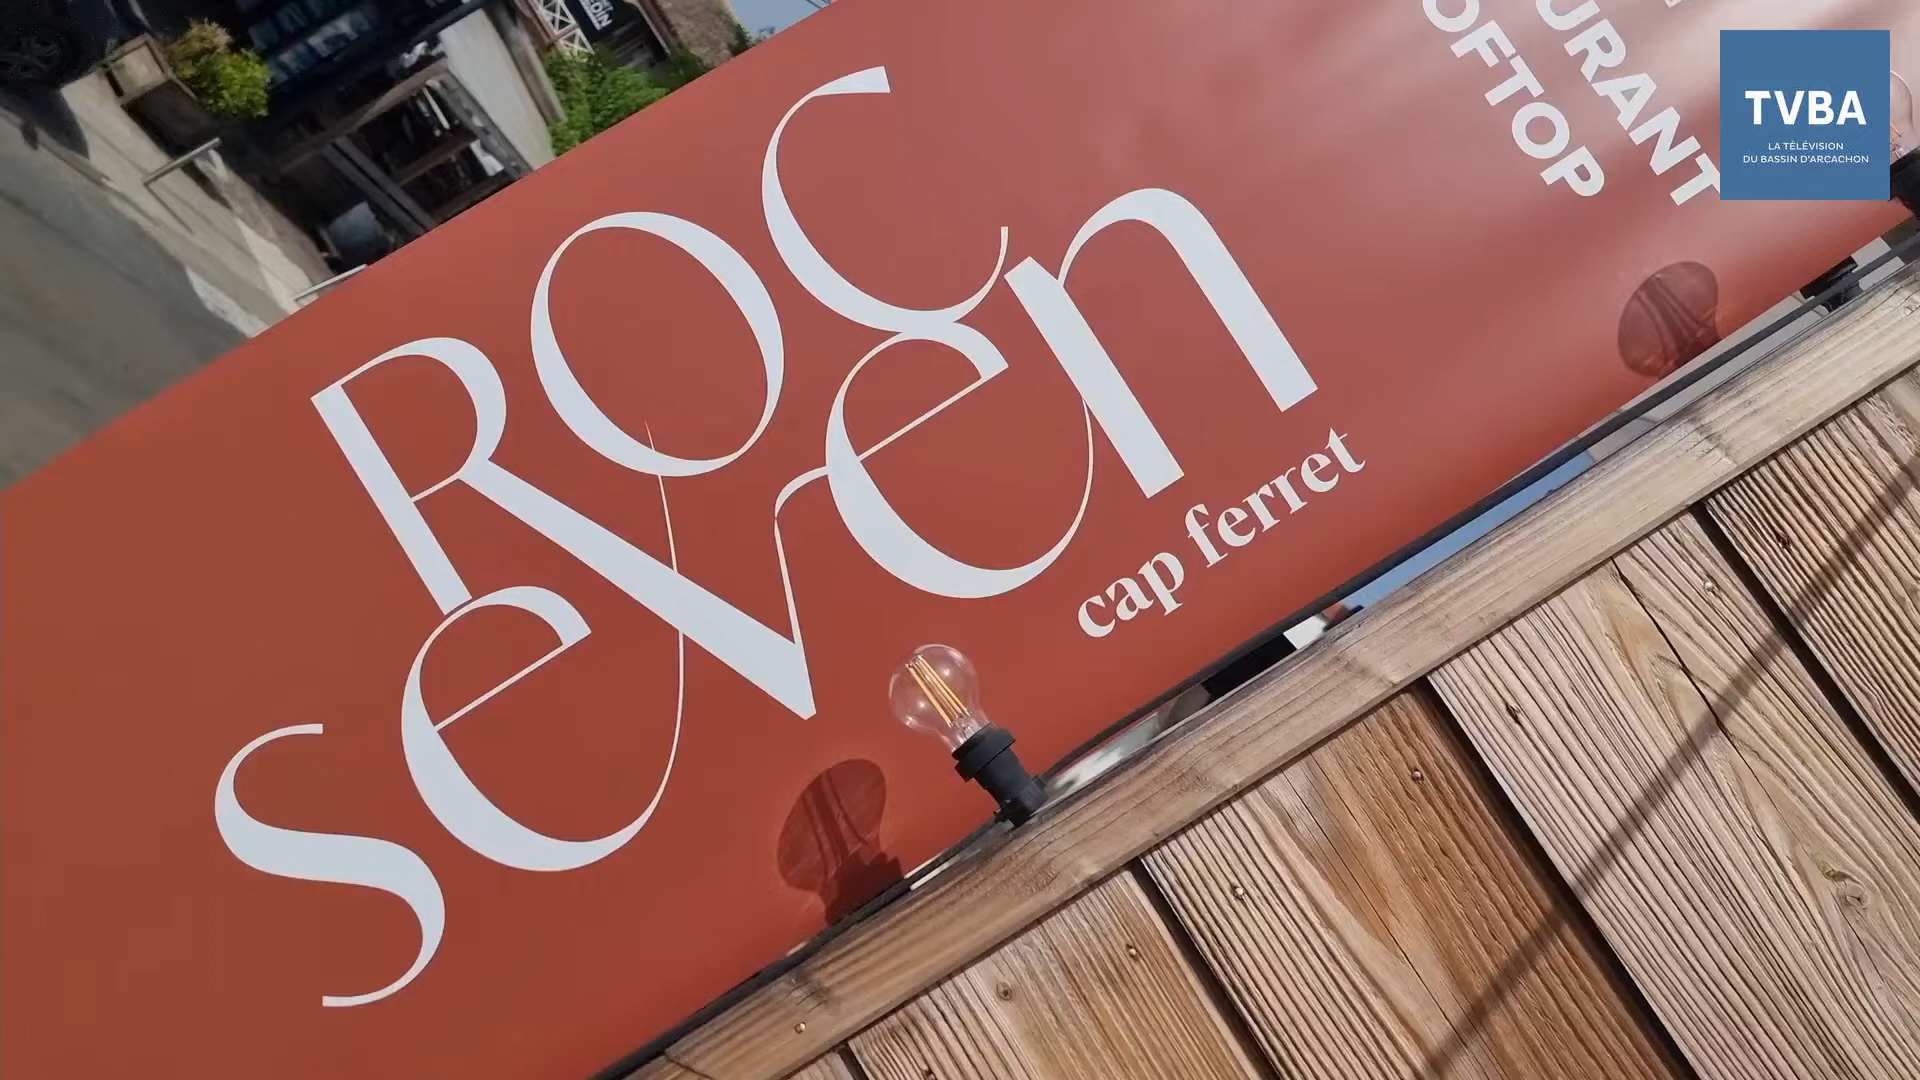 ROC
seven
cap ferret
URANT
OFTOP
TVBA
LA TÉLÉVISION
DU BASSIN D'ARCACHON